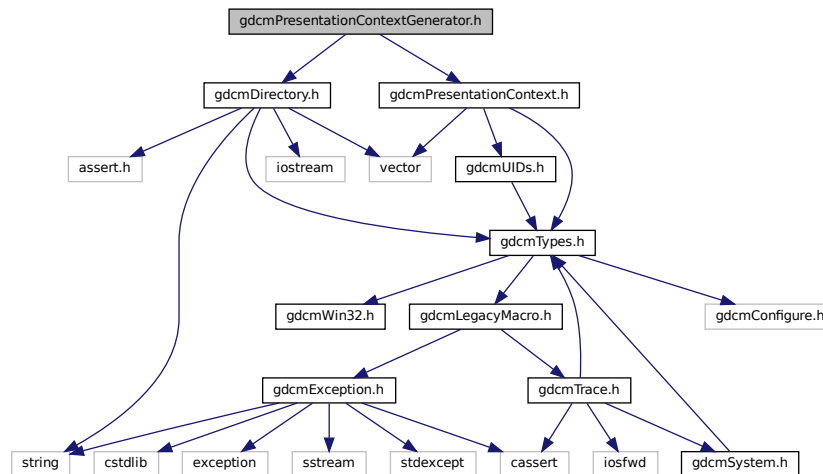 gdcmPresentationContextGenerator.h
gdcmDirectory.h
gdcmPresentationContext.h
assert.h
iostream
vector
gdcmUIDs.h
gdcmTypes.h
gdcmWin32.h
gdcmLegacyMacro.h
gdcmConfigure.h
gdcmException.h
gdcmTrace.h
string
cstdlib
exception
sstream
stdexcept
cassert
iosfwd
gdcmSystem.h